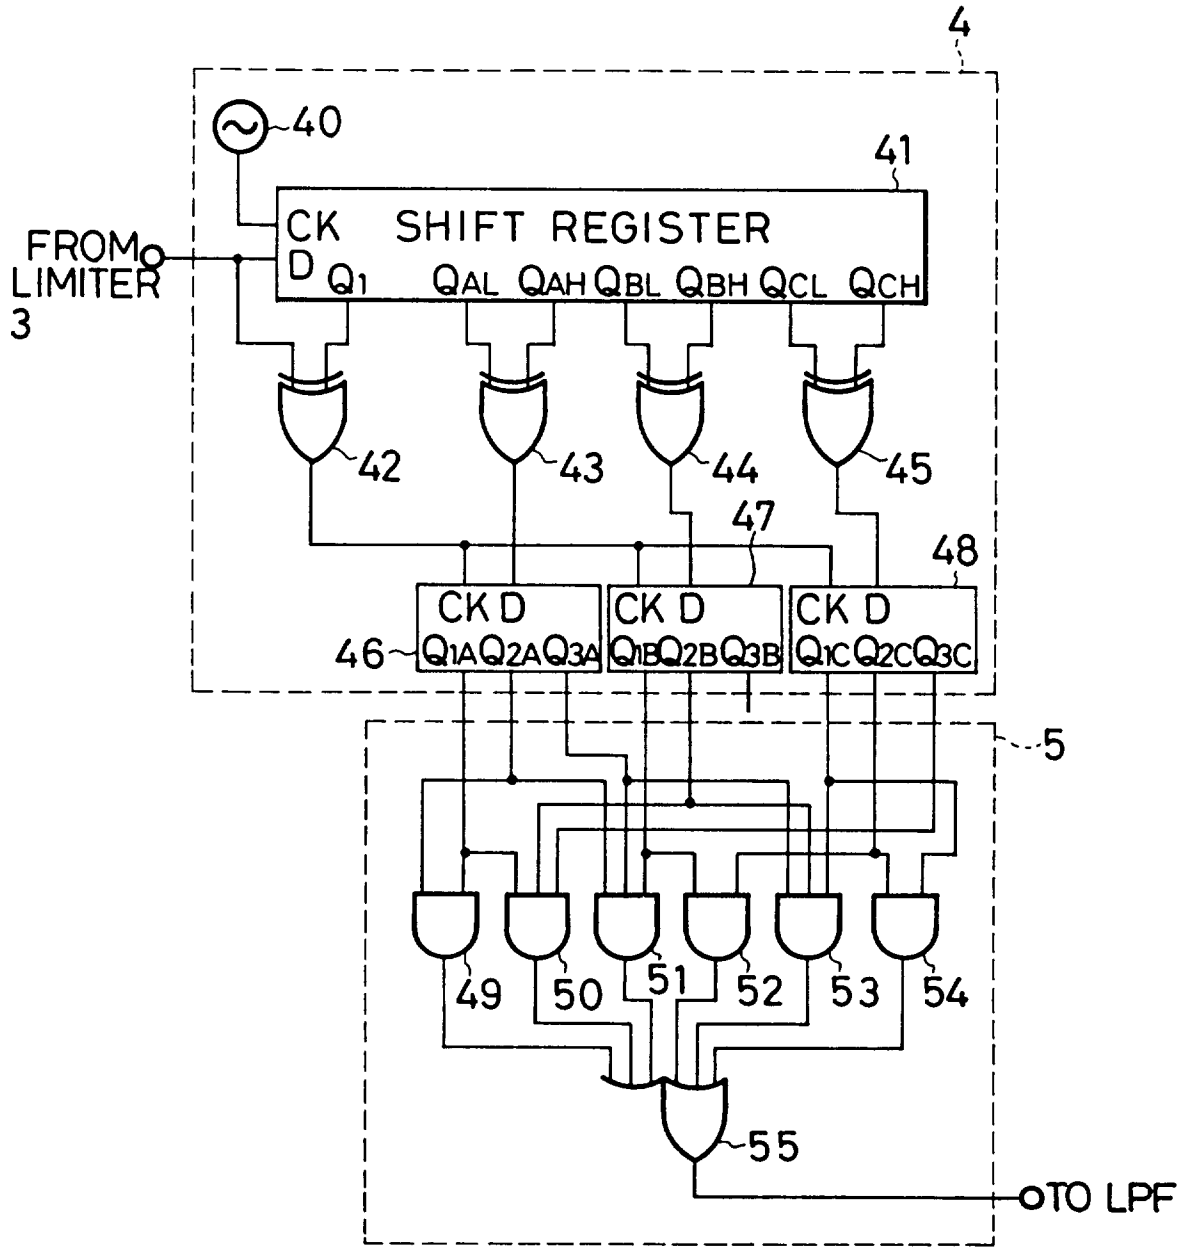 4
40
41
CK SHIFT REGISTER
FROM
LIMITER
3
D
Q1 QAL QAH QBL QBH QCL QCH
42 43 44 45
47
48
CK D CK D CK D
46 Q1A Q2A Q3A Q1B Q2B Q3B Q1C Q2C Q3C
5
49 50 51 52 53 54
55
TO LPF